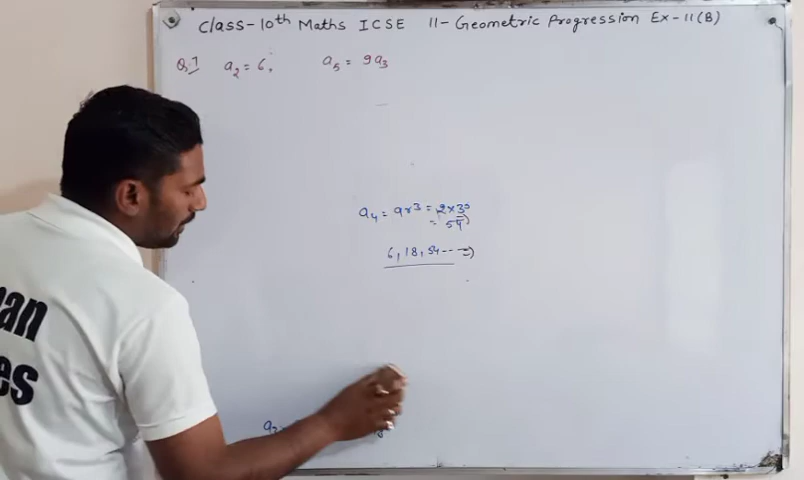 Class-10th Maths ICSE 11-Geometric Progression Ex-11(B)
Q.7 a₂ = 6, a₅ = 9a₃
a₄ = ar³ = 2×3³
= 54
6, 18, 54 --
an
es